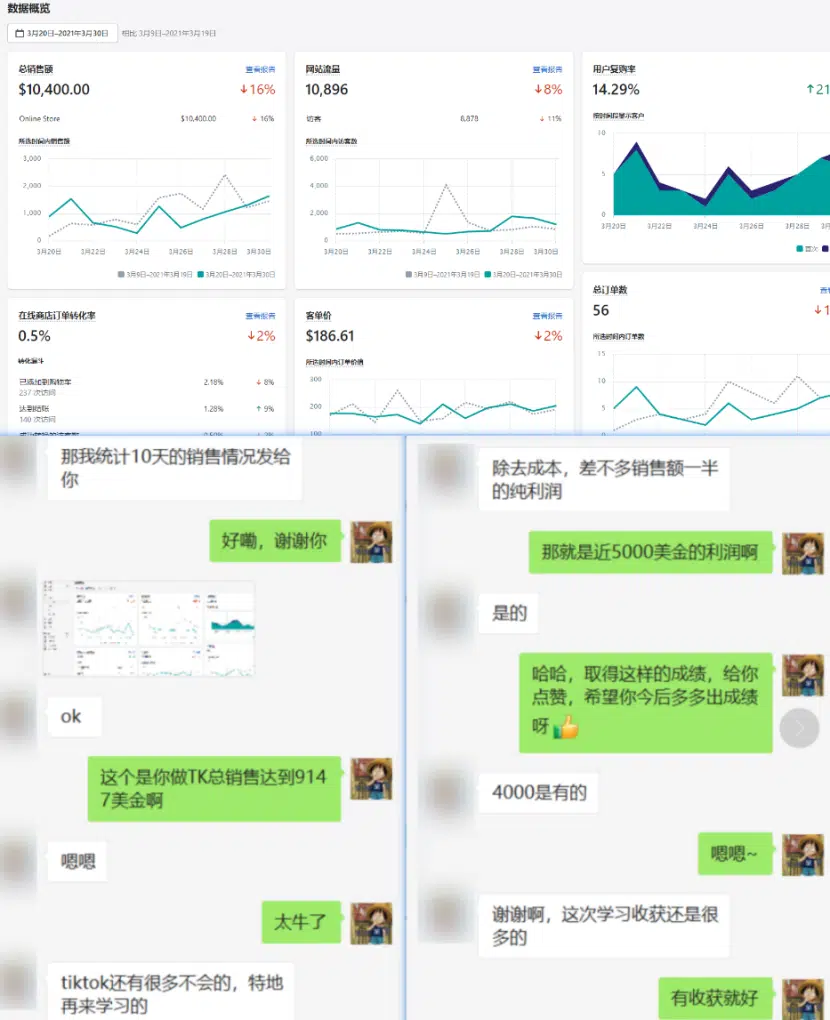 数据概览
3月20日–2021年3月30日 相比 3月9日–2021年3月19日
总销售额 查看报告
$10,400.00 ↓16%
Online Store $10,400.00 ↓ 16%
所选时间内销售额
3,000
2,000
1,000
0
3月20日 3月22日 3月24日 3月26日 3月28日 3月30日
3月9日–2021年3月19日 3月20日–2021年3月30日
网站流量 查看报告
10,896 ↓8%
访客 8,878 ↓ 11%
所选时间内访客数
6,000
4,000
2,000
0
3月20日 3月22日 3月24日 3月26日 3月28日 3月30日
3月9日–2021年3月19日 3月20日–2021年3月30日
用户复购率
14.29% ↑21
按时间段显示客户
10
5
0
3月20日 3月22日 3月24日 3月26日 3月28日
首次
在线商店订单转化率 查看报告
0.5% ↓2%
转化漏斗
已添加到购物车 2.18% ↓ 8%
237 次访问
达到结账 1.28% ↑ 9%
140 次访问
客单价 查看报告
$186.61 ↓2%
所选时间内订单价值
300
200
100
总订单数
56 ↓1
所选时间内订单数
15
10
5
那我统计10天的销售情况发给
你
好嘞，谢谢你
ok
这个是你做TK总销售达到914
7美金啊
嗯嗯
太牛了
tiktok还有很多不会的，特地
再来学习的
除去成本，差不多销售额一半
的纯利润
那就是近5000美金的利润啊
是的
哈哈，取得这样的成绩，给你
点赞，希望你今后多多出成绩
呀👍
4000是有的
嗯嗯~
谢谢啊，这次学习收获还是很
多的
有收获就好